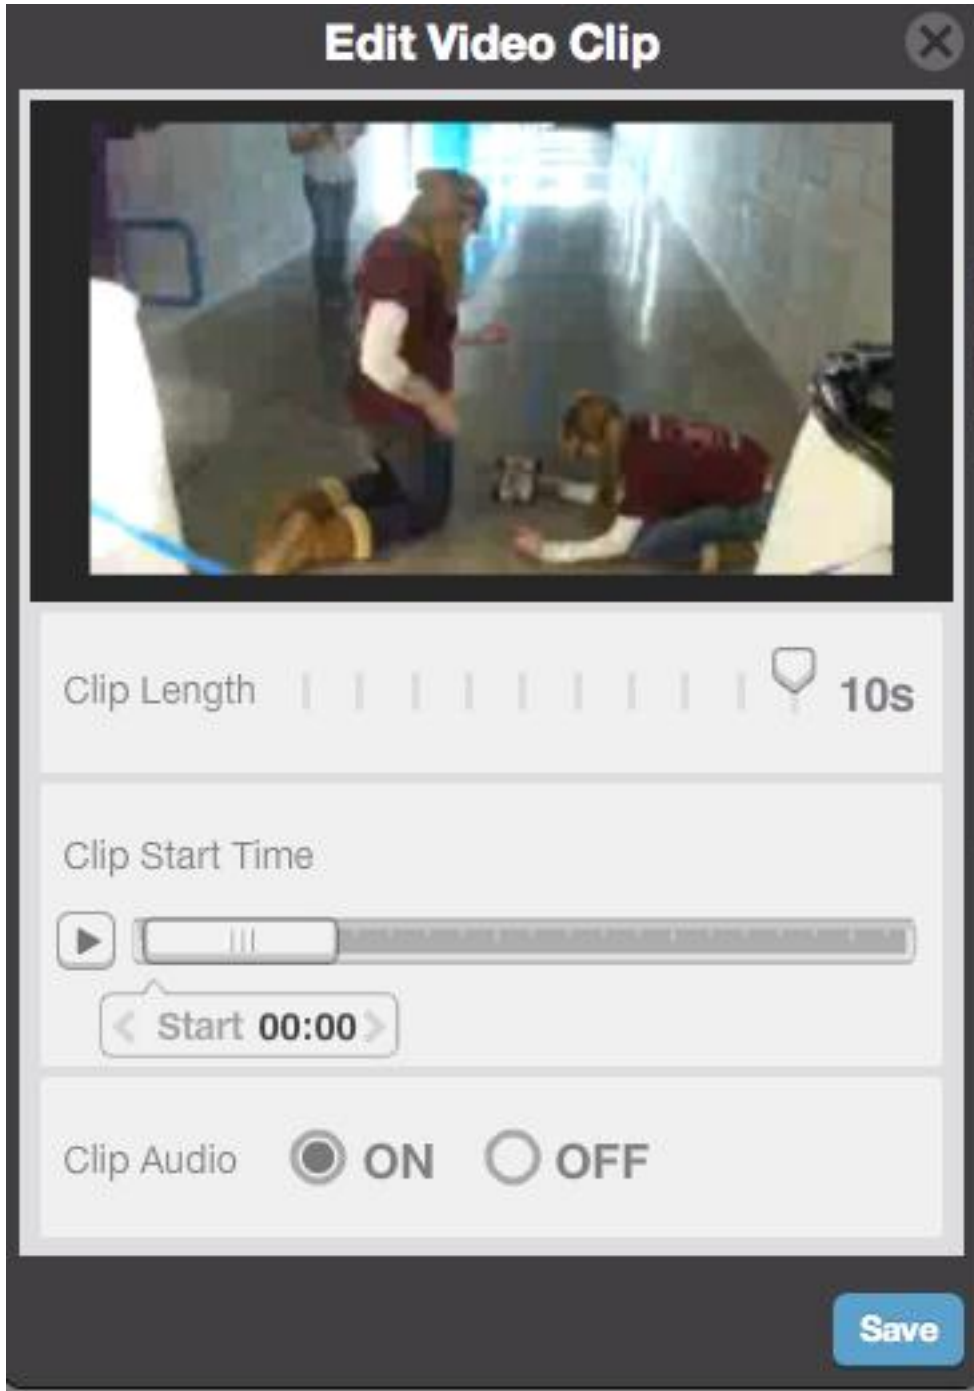 Edit Video Clip
Clip Length 10s
Clip Start Time
Start 00:00
Clip Audio ON OFF
Save